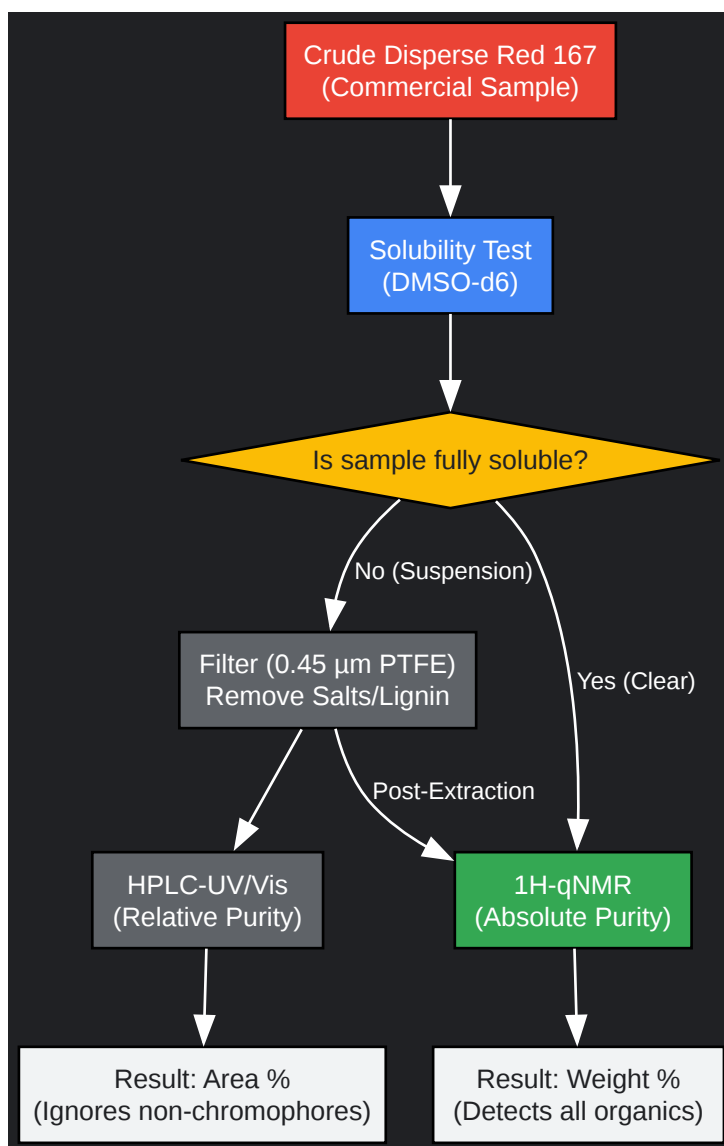 Crude Disperse Red 167
(Commercial Sample)
Solubility Test
(DMSO-d6)
Is sample fully soluble?
No (Suspension)
Filter (0.45 µm PTFE)
Remove Salts/Lignin
Yes (Clear)
Post-Extraction
HPLC-UV/Vis
(Relative Purity)
1H-qNMR
(Absolute Purity)
Result: Area %
(Ignores non-chromophores)
Result: Weight %
(Detects all organics)